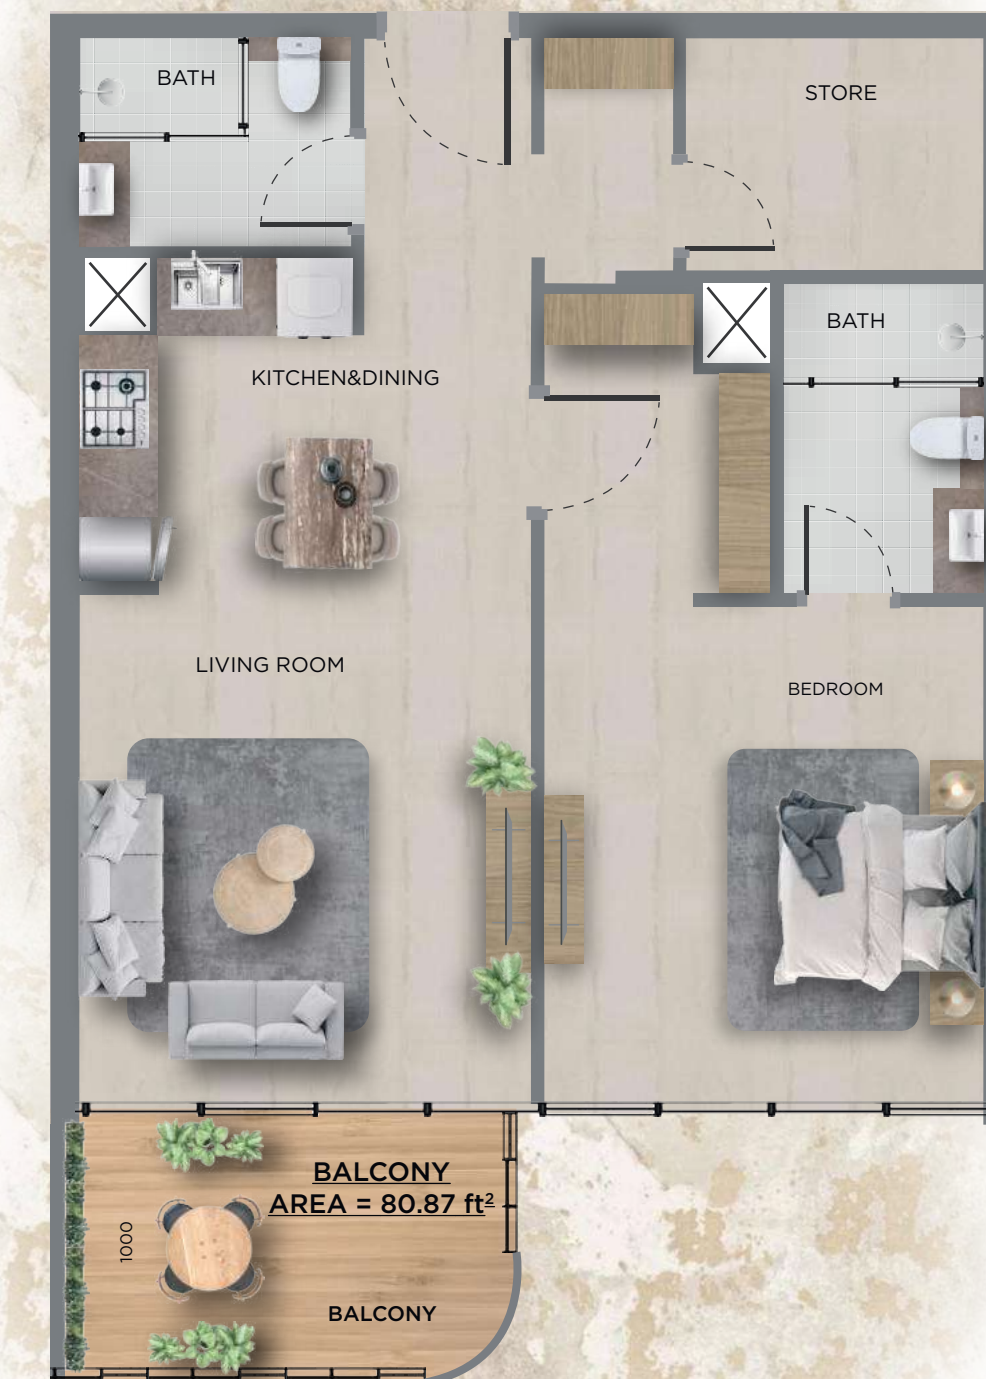 BATH
STORE
BATH
KITCHEN&DINING
LIVING ROOM
BEDROOM
BALCONY
AREA = 80.87 ft²
1000
BALCONY